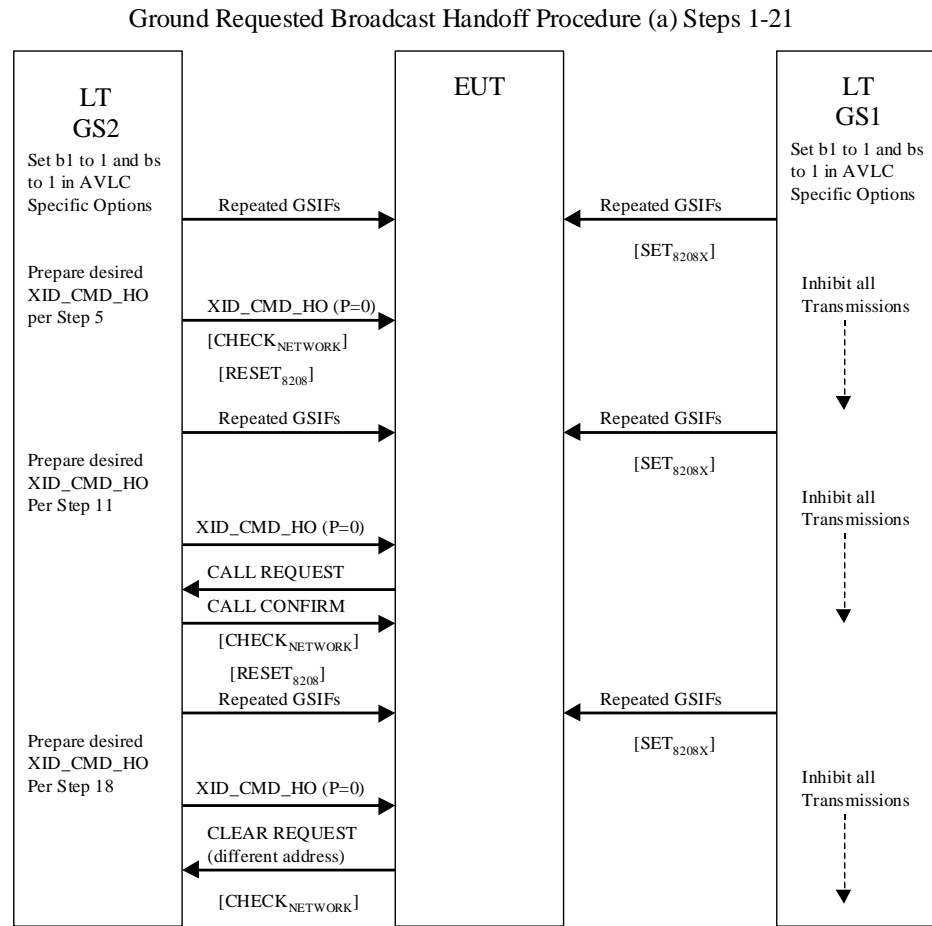 Ground Requested Broadcast Handoff Procedure (a) Steps 1-21
LT
GS2
Set b1 to 1 and bs
to 1 in AVLC
Specific Options
EUT
LT
GS1
Set b1 to 1 and bs
to 1 in AVLC
Specific Options
Repeated GSIFs
Repeated GSIFs
[SET8208X]
Prepare desired
XID_CMD_HO
per Step 5
XID_CMD_HO (P=0)
[CHECKNETWORK]
[RESET8208]
Inhibit all
Transmissions
Repeated GSIFs
Repeated GSIFs
[SET8208X]
Prepare desired
XID_CMD_HO
Per Step 11
Inhibit all
Transmissions
XID_CMD_HO (P=0)
CALL REQUEST
CALL CONFIRM
[CHECKNETWORK]
[RESET8208]
Repeated GSIFs
Repeated GSIFs
[SET8208X]
Prepare desired
XID_CMD_HO
Per Step 18
XID_CMD_HO (P=0)
Inhibit all
Transmissions
CLEAR REQUEST
(different address)
[CHECKNETWORK]